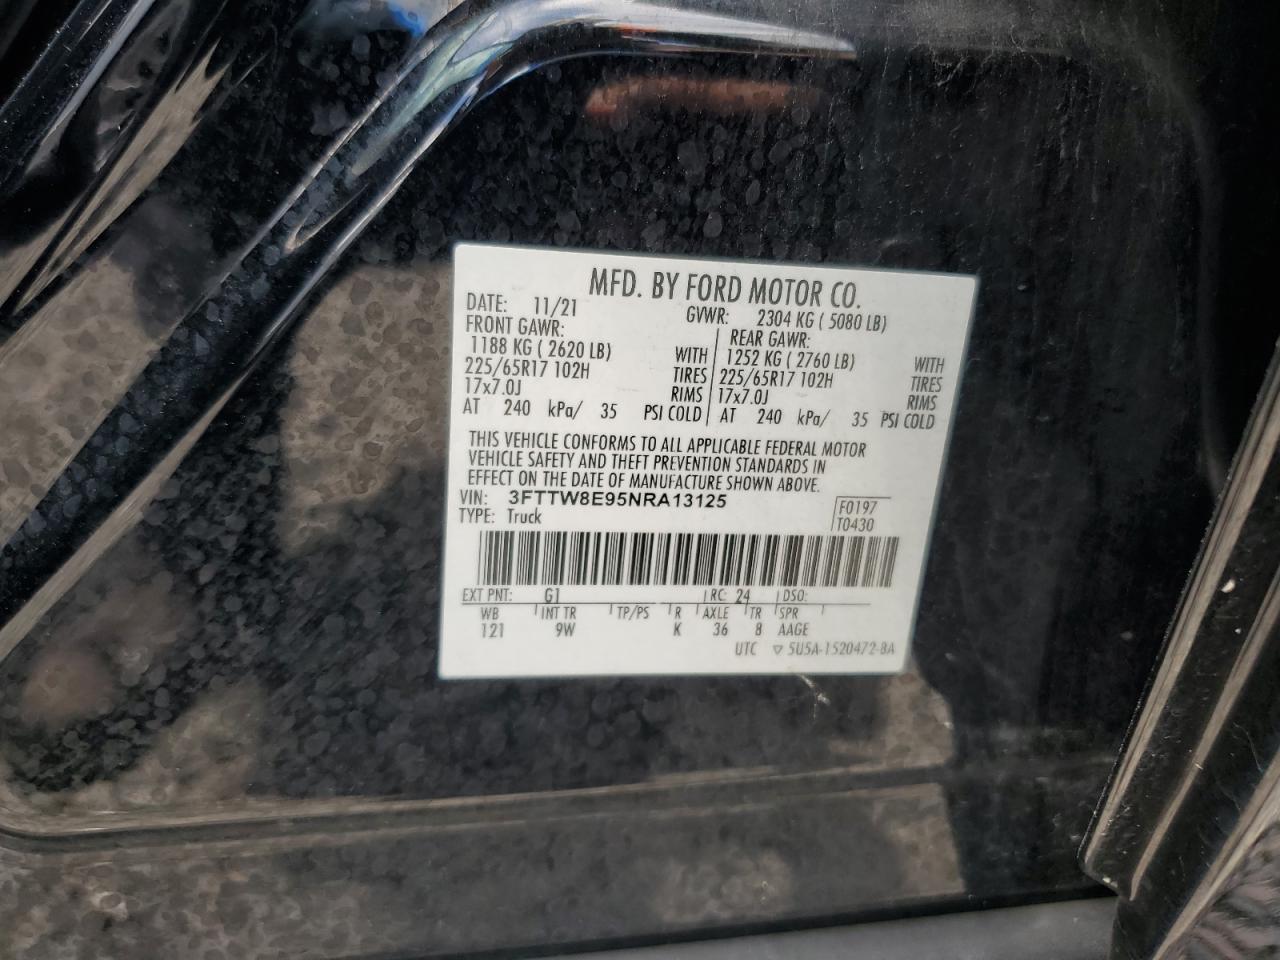 MFD. BY FORD MOTOR CO.
DATE: 11/21 GVWR: 2304 KG ( 5080 LB)
FRONT GAWR: REAR GAWR:
1188 KG ( 2620 LB) WITH 1252 KG ( 2760 LB) WITH
225/65R17 102H TIRES 225/65R17 102H TIRES
17x7.0J RIMS 17x7.0J RIMS
AT 240 kPa/ 35 PSI COLD AT 240 kPa/ 35 PSI COLD
THIS VEHICLE CONFORMS TO ALL APPLICABLE FEDERAL MOTOR
VEHICLE SAFETY AND THEFT PREVENTION STANDARDS IN
EFFECT ON THE DATE OF MANUFACTURE SHOWN ABOVE.
VIN: 3FTTW8E95NRA13125 F0197
TYPE: Truck T0430
EXT PNT: G1 RC: 24 DSO:
WB INT TR TP/PS R AXLE TR SPR
121 9W K 36 8 AAGE
UTC ▽ 5U5A-1520472-BA